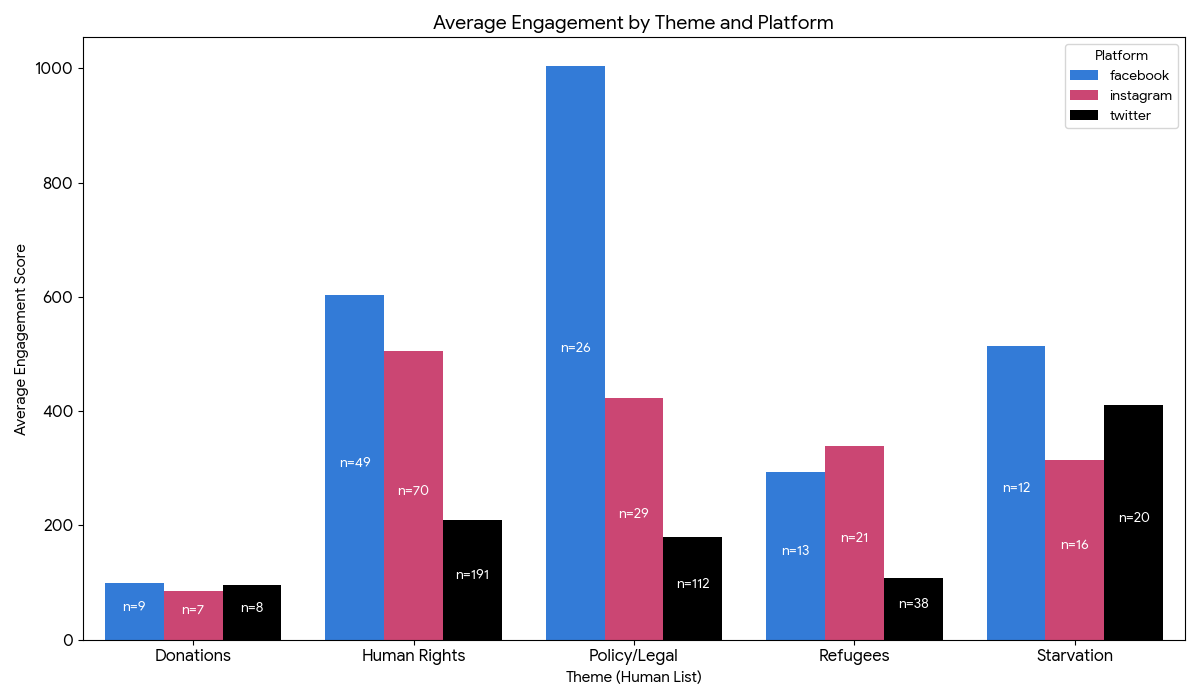 Average Engagement by Theme and Platform
Platform
facebook
instagram
twitter
Average Engagement Score
1000
800
600
400
200
0
n=9
n=7
n=8
n=49
n=70
n=191
n=26
n=29
n=112
n=13
n=21
n=38
n=12
n=16
n=20
Donations
Human Rights
Policy/Legal
Refugees
Starvation
Theme (Human List)